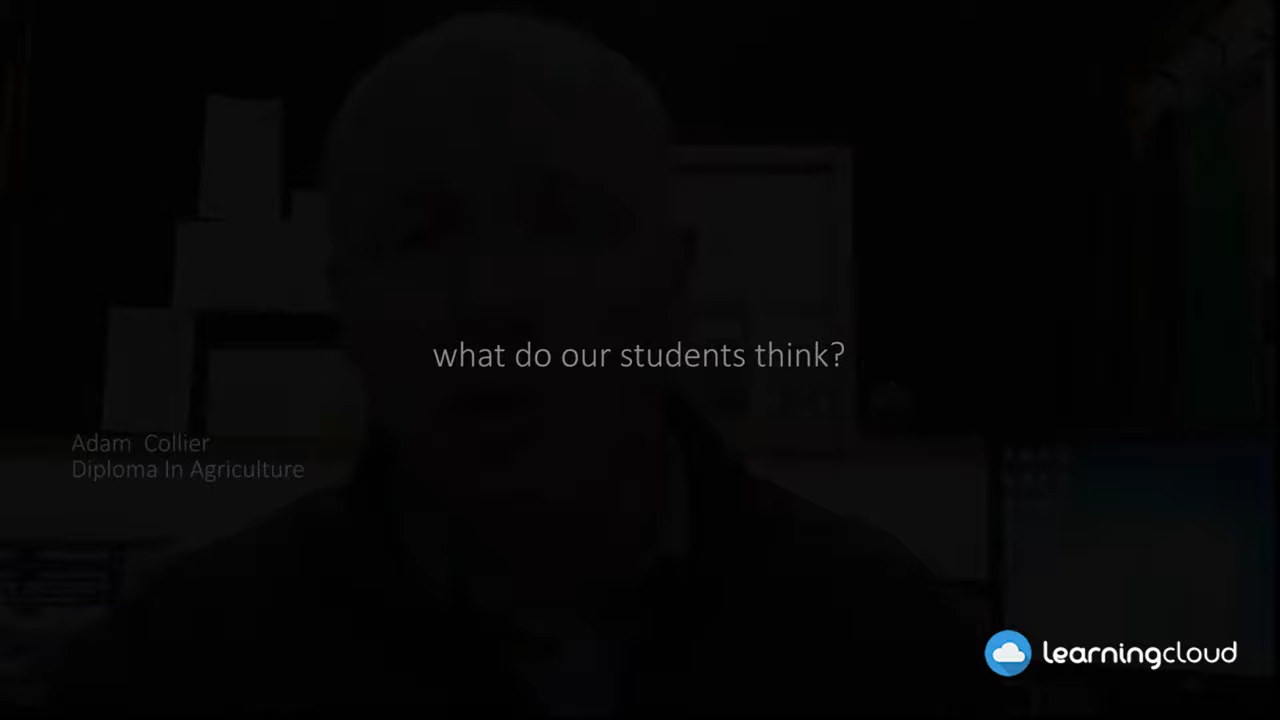 what do our students think?
Adam Collier
Diploma In Agriculture
learningcloud